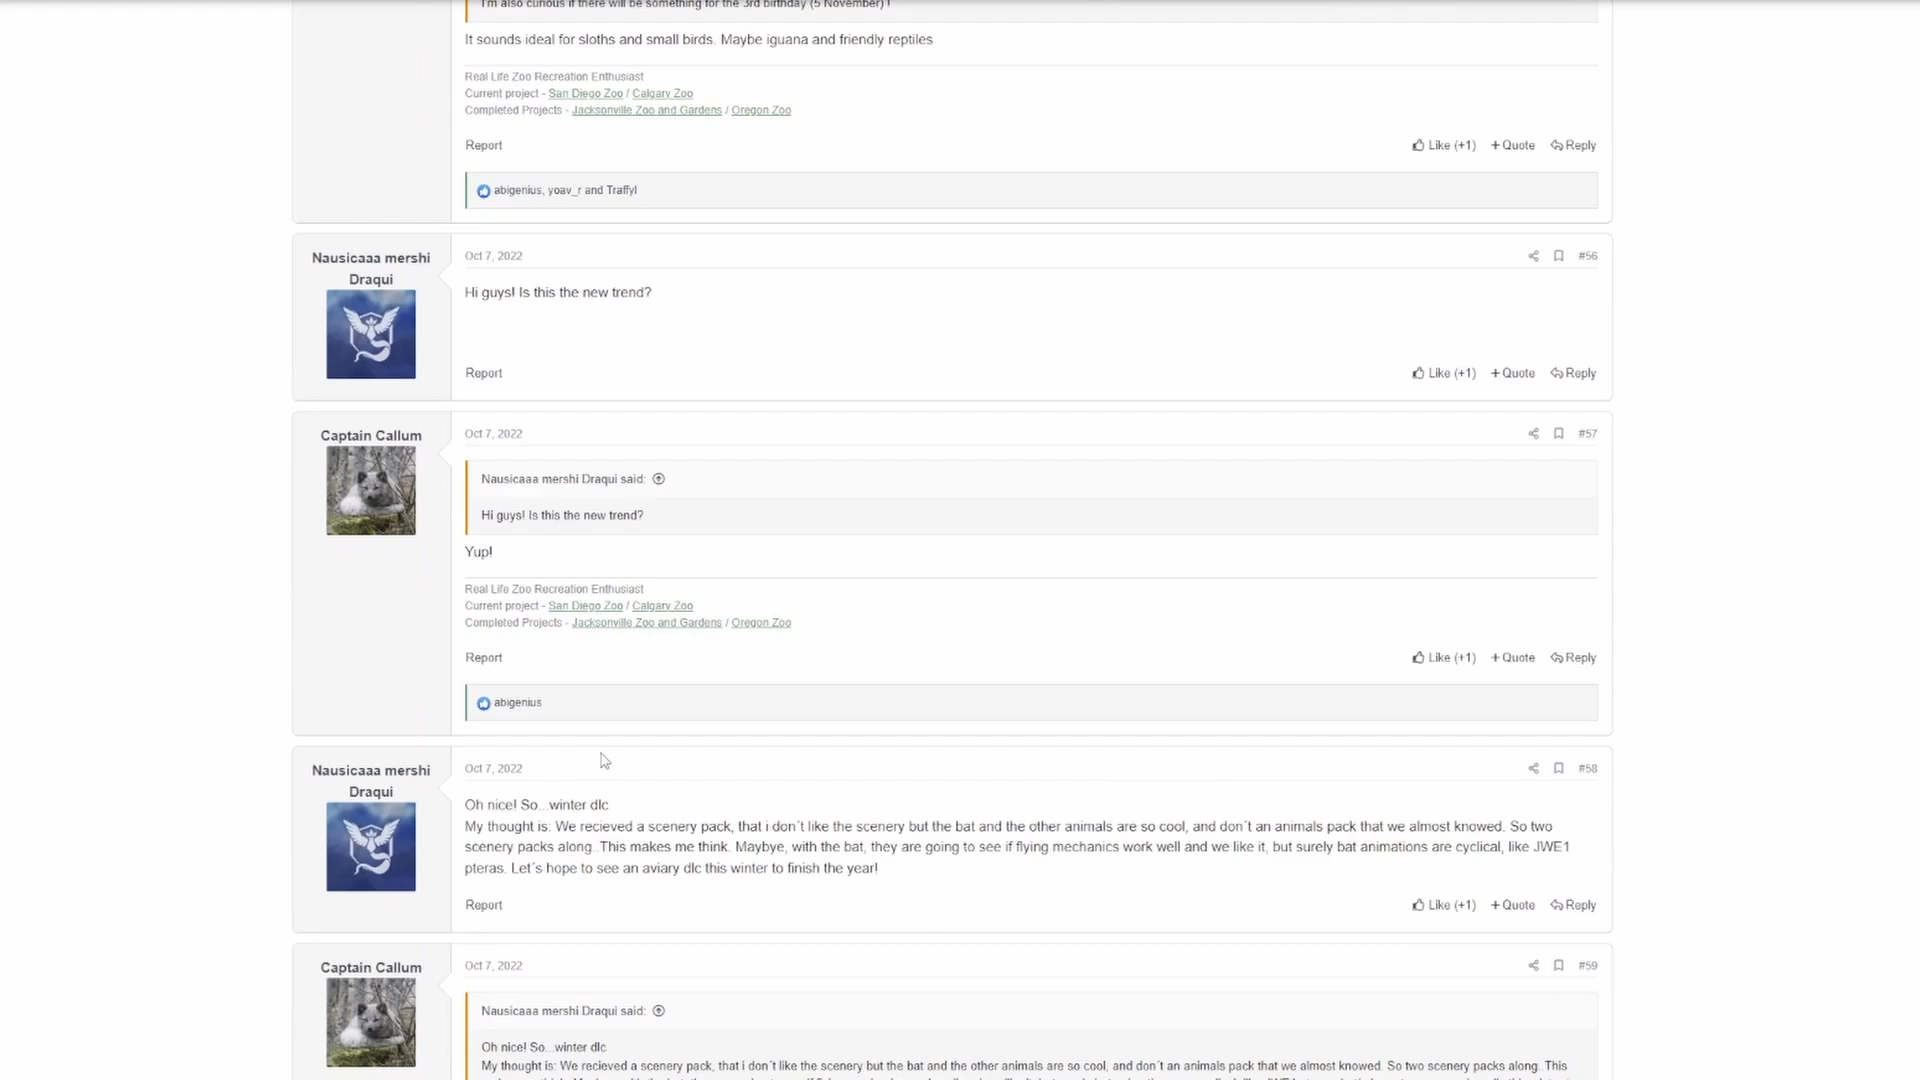 I'm also curious if there will be something for the 3rd birthday (5 November) !
It sounds ideal for sloths and small birds. Maybe iguana and friendly reptiles
Real Life Zoo Recreation Enthusiast
Current project - San Diego Zoo / Calgary Zoo
Completed Projects - Jacksonville Zoo and Gardens / Oregon Zoo
Report
Like (+1) + Quote Reply
abigenius, yoav_r and Traffyl
Nausicaaa mershi
Draqui
Oct 7, 2022
#56
Hi guys! Is this the new trend?
Report
Like (+1) + Quote Reply
Captain Callum
Oct 7, 2022
#57
Nausicaaa mershi Draqui said:
Hi guys! Is this the new trend?
Yup!
Real Life Zoo Recreation Enthusiast
Current project - San Diego Zoo / Calgary Zoo
Completed Projects - Jacksonville Zoo and Gardens / Oregon Zoo
Report
Like (+1) + Quote Reply
abigenius
Nausicaaa mershi
Draqui
Oct 7, 2022
#58
Oh nice! So...winter dlc
My thought is: We recieved a scenery pack, that i don´t like the scenery but the bat and the other animals are so cool, and don´t an animals pack that we almost knowed. So two
scenery packs along..This makes me think. Maybye, with the bat, they are going to see if flying mechanics work well and we like it, but surely bat animations are cyclical, like JWE1
pteras. Let´s hope to see an aviary dlc this winter to finish the year!
Report
Like (+1) + Quote Reply
Captain Callum
Oct 7, 2022
#59
Nausicaaa mershi Draqui said:
Oh nice! So...winter dlc
My thought is: We recieved a scenery pack, that i don´t like the scenery but the bat and the other animals are so cool, and don´t an animals pack that we almost knowed. So two scenery packs along..This